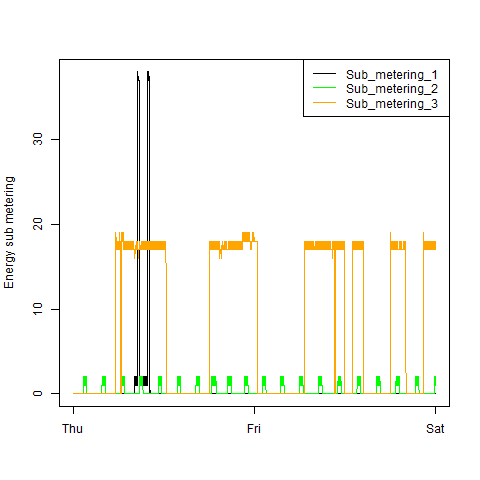 Sub_metering_1
Sub_metering_2
Sub_metering_3
Energy sub metering
30
20
10
0
Thu Fri Sat